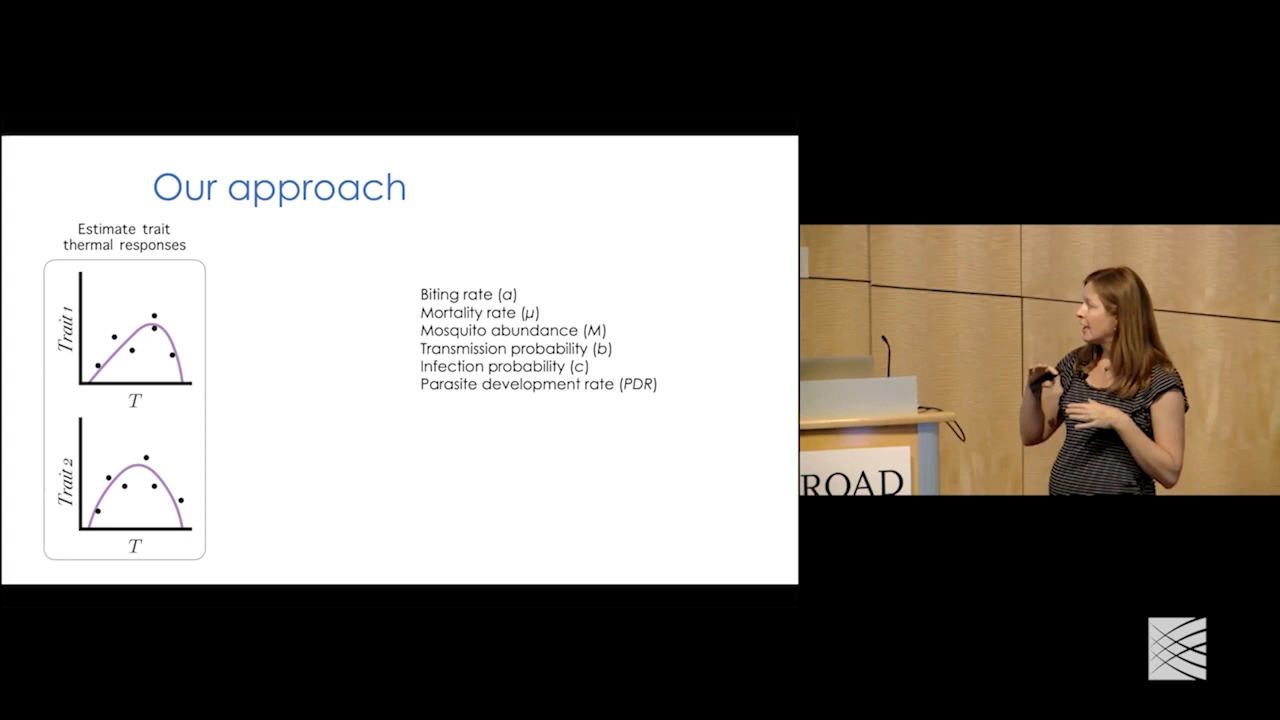 Our approach
Estimate trait
thermal responses
Trait 1
T
Trait 2
T
Biting rate (a)
Mortality rate (μ)
Mosquito abundance (M)
Transmission probability (b)
Infection probability (c)
Parasite development rate (PDR)
ROAD